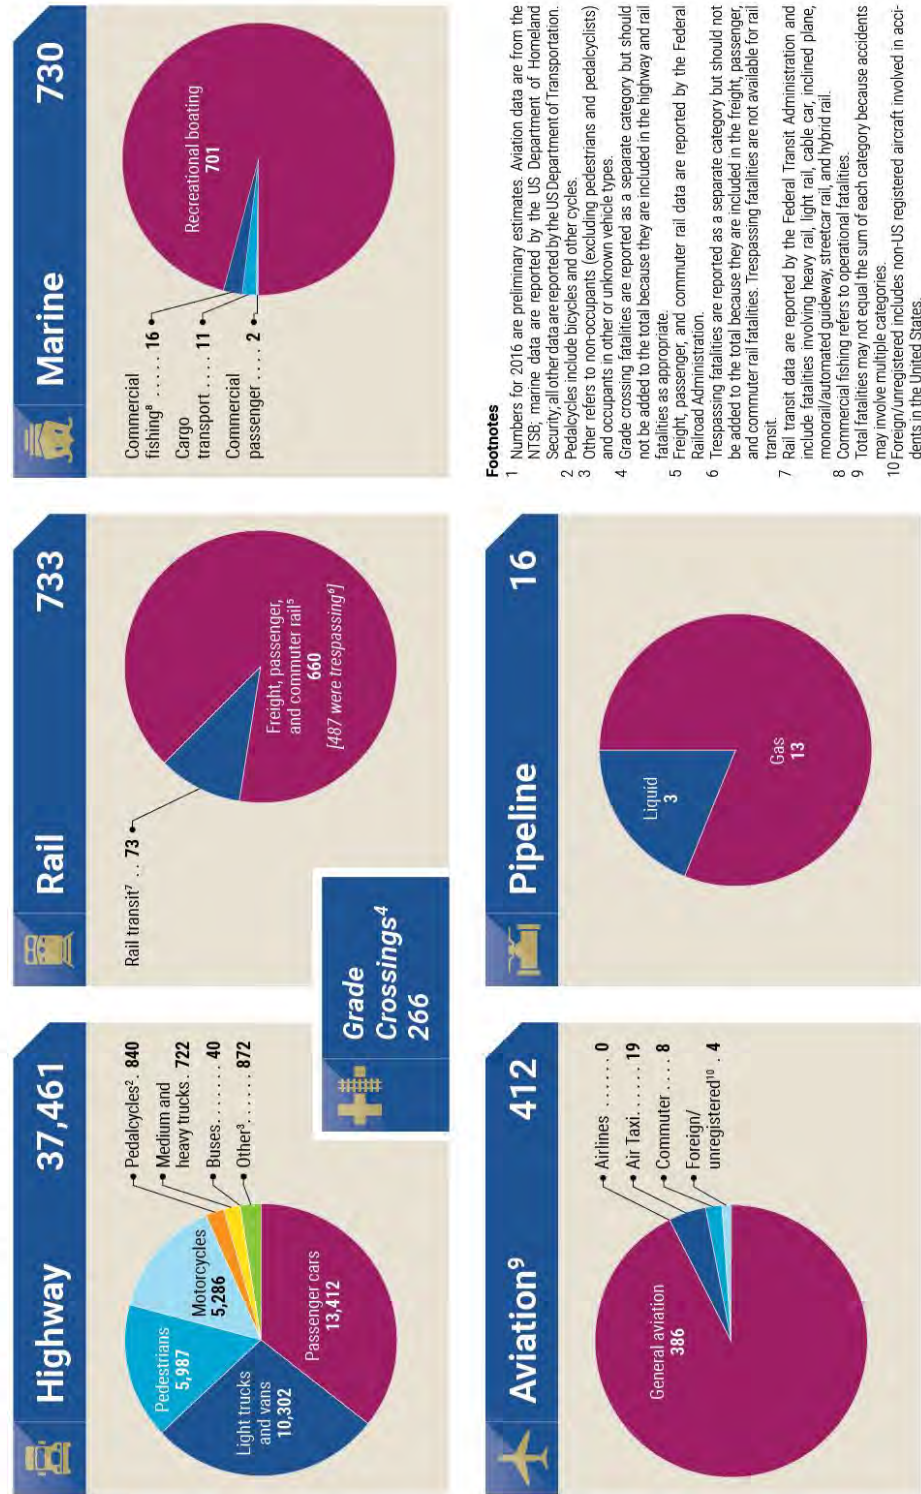 Highway 37,461
Pedestrians
5,987
Motorcycles
5,286
Light trucks
and vans
10,302
Passenger cars
13,412
Pedalcycles². 840
Medium and
heavy trucks. 722
Buses....... 40
Other³...... 872
Grade
Crossings⁴
266
Rail 733
Rail transit⁷ .. 73
Freight, passenger,
and commuter rail⁵
660
[487 were trespassing⁶]
Marine 730
Commercial
fishing⁸ ...... 16
Cargo
transport .... 11
Commercial
passenger ... 2
Recreational boating
701
Aviation⁹ 412
General aviation
386
Airlines ...... 0
Air Taxi....... 19
Commuter .... 8
Foreign/
unregistered¹⁰ . 4
Pipeline 16
Liquid
3
Gas
13
Footnotes
1 Numbers for 2016 are preliminary estimates. Aviation data are from the
NTSB; marine data are reported by the US Department of Homeland
Security, all other data are reported by the US Department of Transportation.
2 Pedalcycles include bicycles and other cycles.
3 Other refers to non-occupants (excluding pedestrians and pedalcyclists)
and occupants in other or unknown vehicle types.
4 Grade crossing fatalities are reported as a separate category but should
not be added to the total because they are included in the highway and rail
fatalities as appropriate.
5 Freight, passenger, and commuter rail data are reported by the Federal
Railroad Administration.
6 Trespassing fatalities are reported as a separate category but should not
be added to the total because they are included in the freight, passenger,
and commuter rail fatalities. Trespassing fatalities are not available for rail
transit.
7 Rail transit data are reported by the Federal Transit Administration and
include fatalities involving heavy rail, light rail, cable car, inclined plane,
monorail/automated guideway, streetcar rail, and hybrid rail.
8 Commercial fishing refers to operational fatalities.
9 Total fatalities may not equal the sum of each category because accidents
may involve multiple categories.
10 Foreign/unregistered includes non-US registered aircraft involved in acci-
dents in the United States.